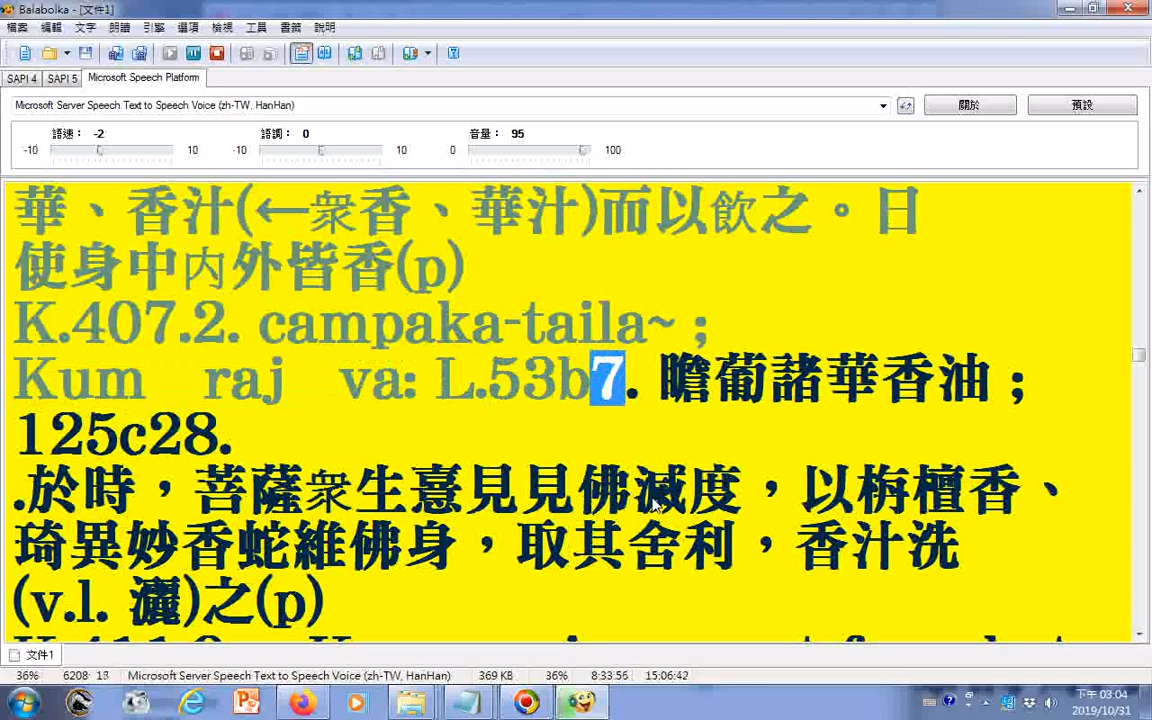 Balabolka - [文件1]
檔案 編輯 文字 朗讀 引擎 選項 檢視 工具 書籤 說明
SAPI 4 SAPI 5 Microsoft Speech Platform
Microsoft Server Speech Text to Speech Voice (zh-TW, HanHan) 關於 預設
語速： -2 語調： 0 音量： 95
-10 10 -10 10 0 100
華、香汁(←衆香、華汁)而以飲之。日
使身中内外皆香(p)
K.407.2. campaka-taila~ ;
Kum raj va: L.53b7. 瞻葡諸華香油；
125c28.
.於時，菩薩衆生憙見見佛滅度，以栴檀香、
琦異妙香蛇維佛身，取其舍利，香汁洗
(v.l. 灑)之(p)
文件1
36% 6208: 13 Microsoft Server Speech Text to Speech Voice (zh-TW, HanHan) 369 KB 36% 8:33:56 15:06:42
下午 03:04
2019/10/31